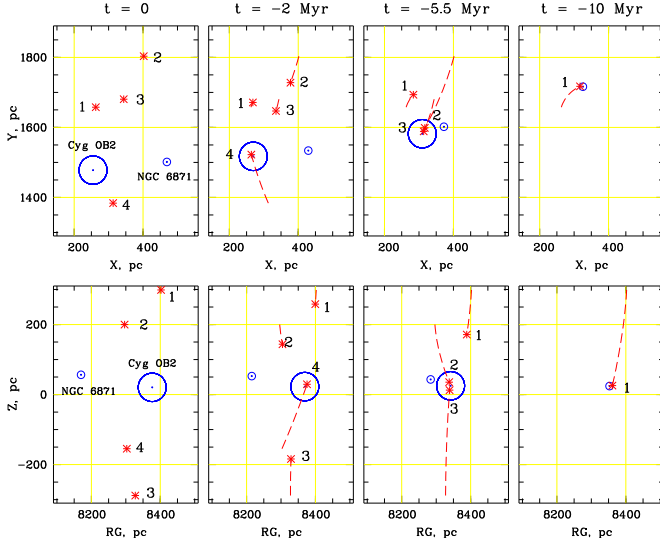 t = 0 t = -2 Myr t = -5.5 Myr t = -10 Myr
1800 2 2 1 1
1 3 1 3 2
1600 3
Cyg OB2 4
NGC 6871
1400 4
Y, pc
200 400 200 400 200 400 200 400
X, pc X, pc X, pc X, pc
1 1
200 2 2 1
Cyg OB2 4 2
NGC 6871
0 3 1
4
-200 3
3
Z, pc
8200 8400 8200 8400 8200 8400 8200 8400
RG, pc RG, pc RG, pc RG, pc